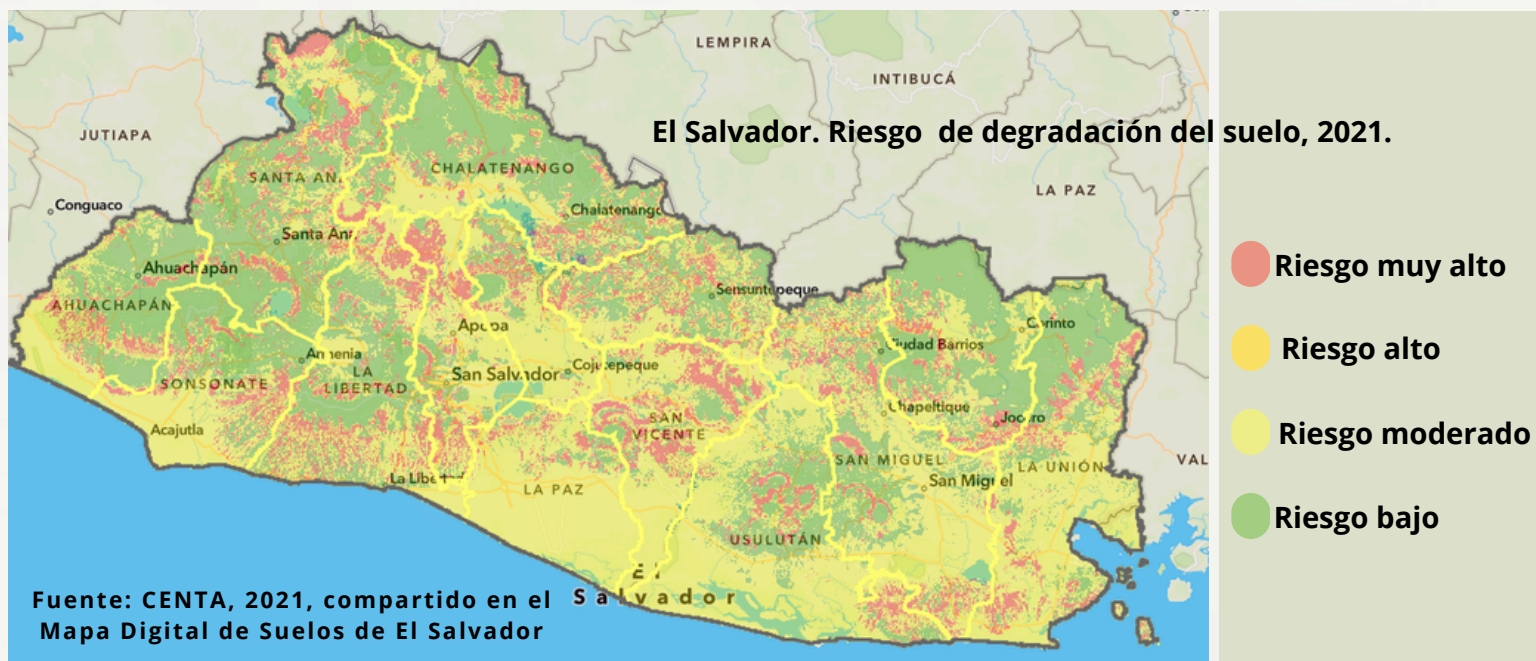 LEMPIRA
INTIBUCÁ
JUTIAPA
El Salvador. Riesgo de degradación del suelo, 2021.
CHALATENANGO
SANTA ANA
LA PAZ
Conguaco
Chalatenango
Santa Ana
Ahuachapán
Riesgo muy alto
Sensuntepeque
AHUACHAPÁN
Apopa
Corinto
Ciudad Barrios
Riesgo alto
Armenia
Cojutepeque
LA
LIBERTAD
San Salvador
SONSONATE
Chapeltique
Jocoro
SAN
VICENTE
Acajutla
Riesgo moderado
SAN MIGUEL
LA UNIÓN
VAL
La Libertad
San Miguel
LA PAZ
Riesgo bajo
USULUTÁN
El
Salvador
Fuente: CENTA, 2021, compartido en el
Mapa Digital de Suelos de El Salvador